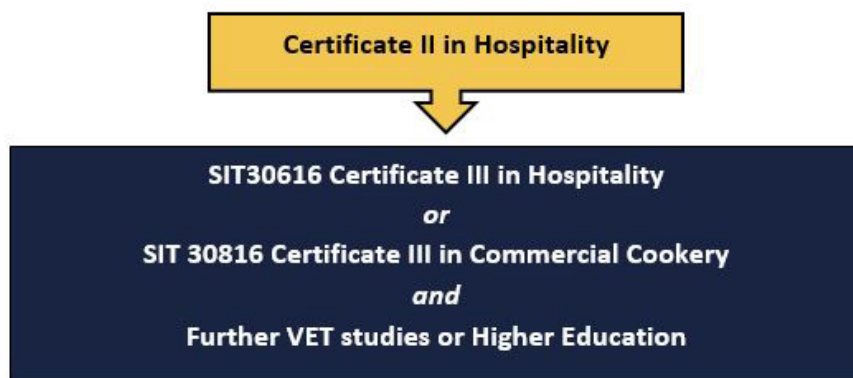 Certificate II in Hospitality
SIT30616 Certificate III in Hospitality
or
SIT 30816 Certificate III in Commercial Cookery
and
Further VET studies or Higher Education